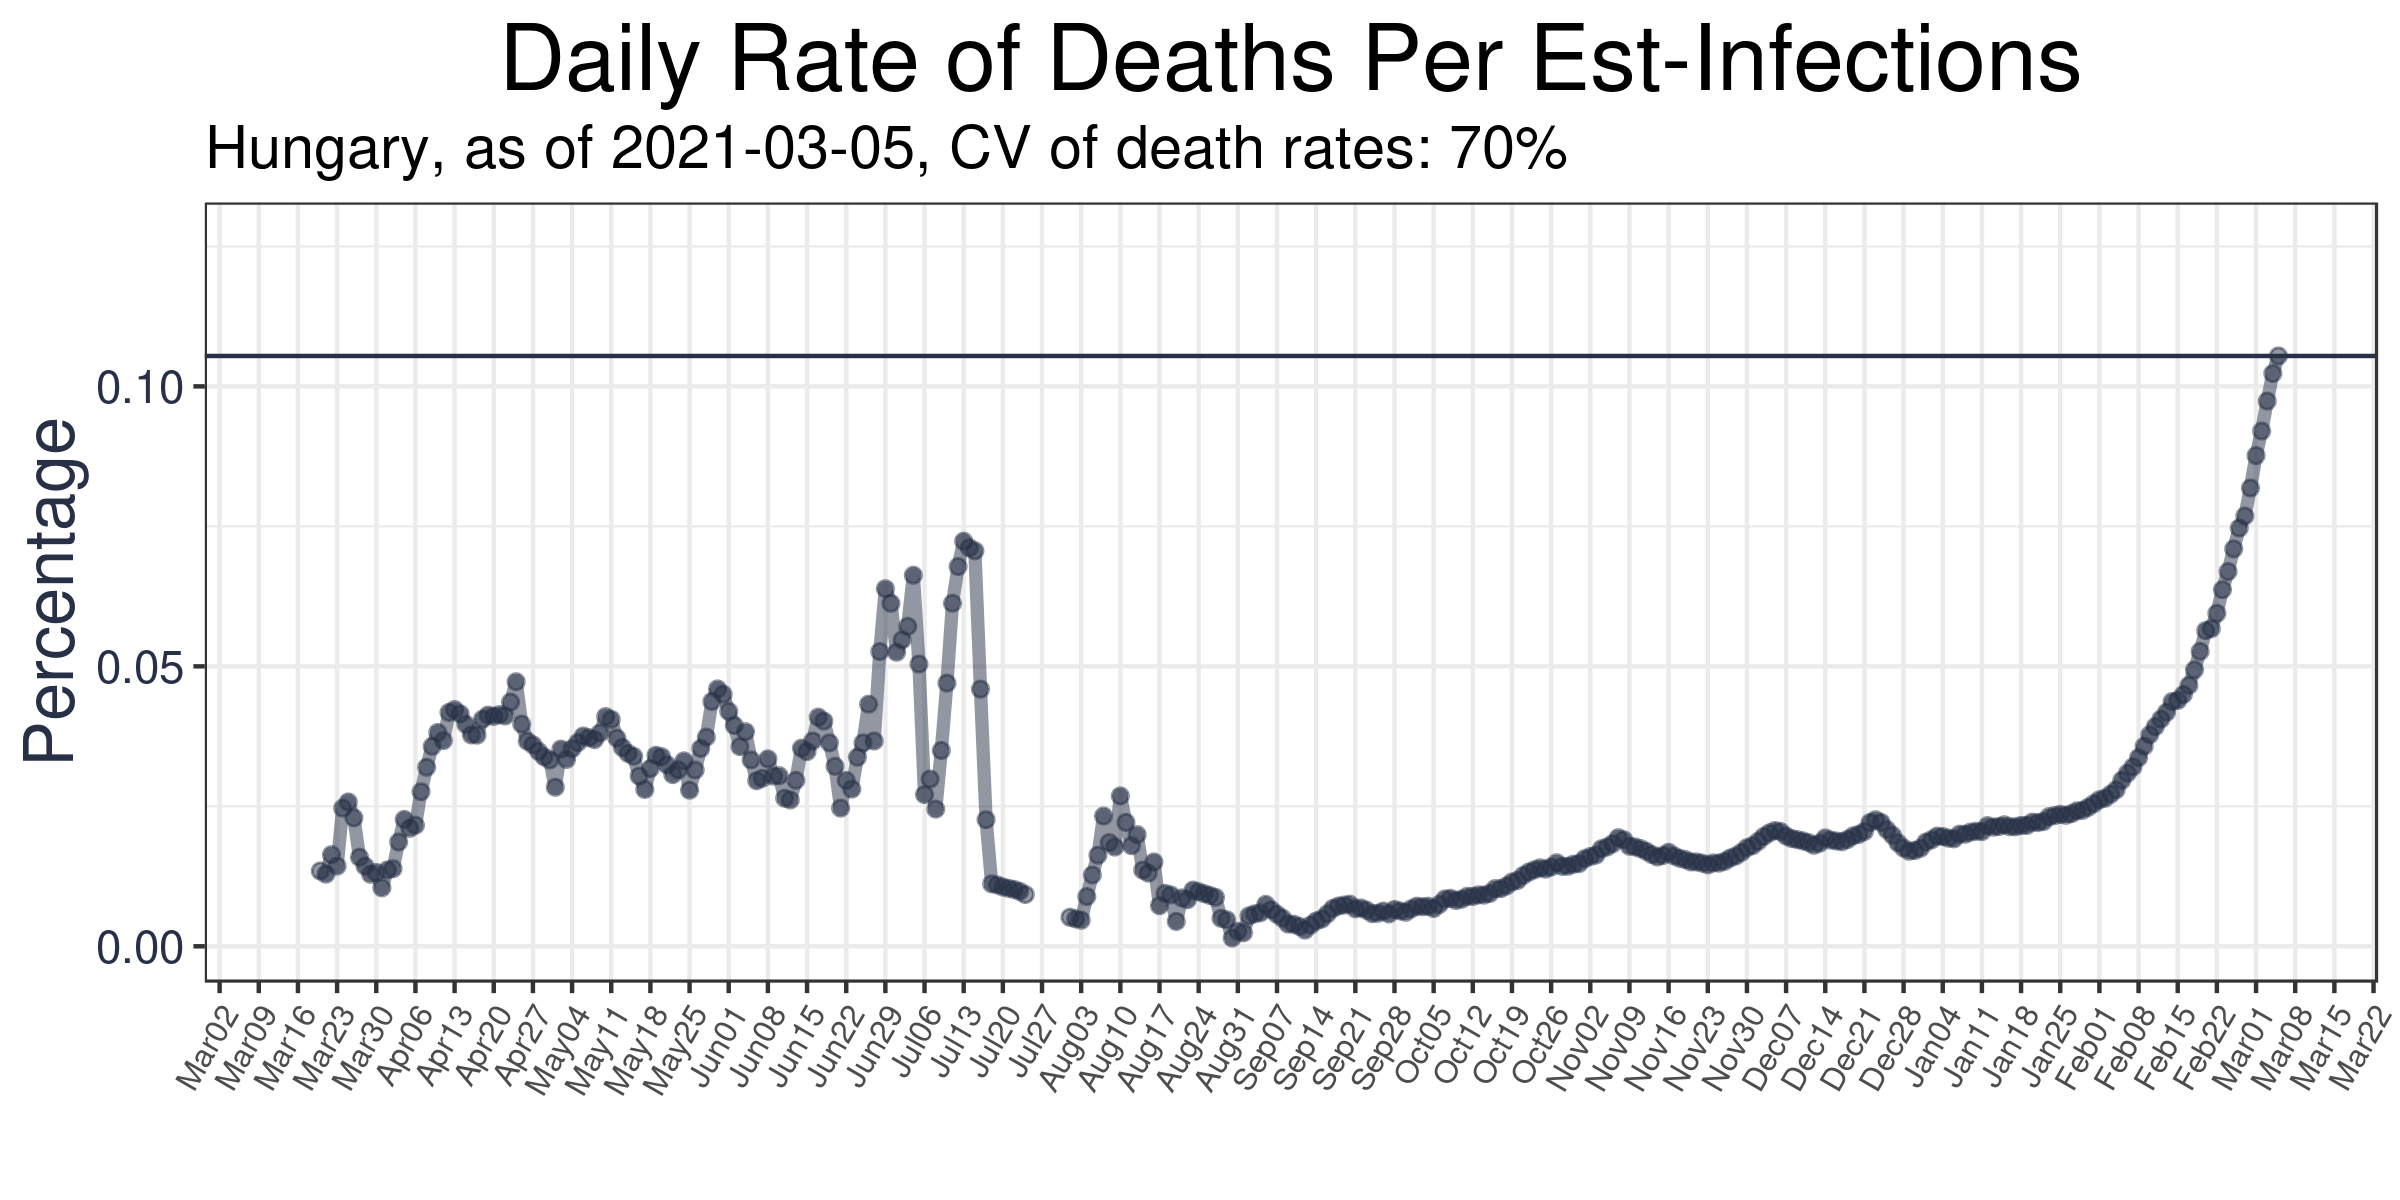 Daily Rate of Deaths Per Est-Infections
Hungary, as of 2021-03-05, CV of death rates: 70%
Percentage
0.10
0.05
0.00
Mar02
Mar09
Mar16
Mar23
Mar30
Apr06
Apr13
Apr20
Apr27
May04
May11
May18
May25
Jun01
Jun08
Jun15
Jun22
Jun29
Jul06
Jul13
Jul20
Jul27
Aug03
Aug10
Aug17
Aug24
Aug31
Sep07
Sep14
Sep21
Sep28
Oct05
Oct12
Oct19
Oct26
Nov02
Nov09
Nov16
Nov23
Nov30
Dec07
Dec14
Dec21
Dec28
Jan04
Jan11
Jan18
Jan25
Feb01
Feb08
Feb15
Feb22
Mar01
Mar08
Mar15
Mar22